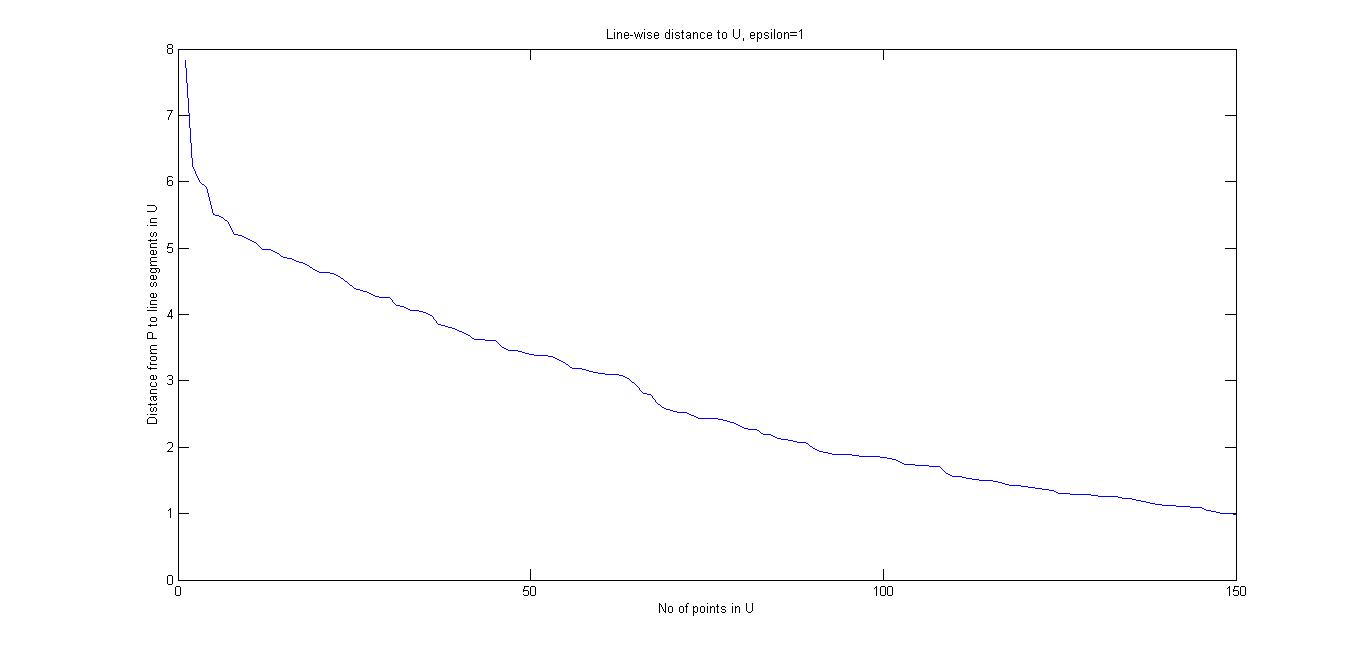 Line-wise distance to U, epsilon=1
8
7
6
5
4
3
2
1
0
Distance from P to line segments in U
0 50 100 150
No of points in U